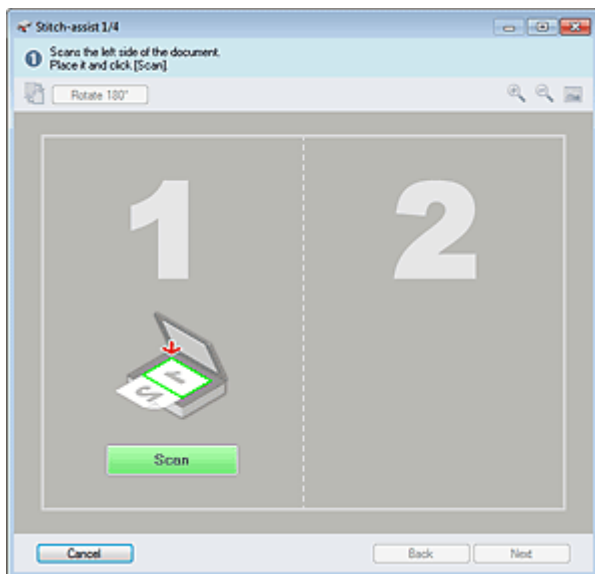 Stitch-assist 1/4
1 Scans the left side of the document.
Place it and click [Scan]
Rotate 180°
1 2
Scan
Cancel Back Next